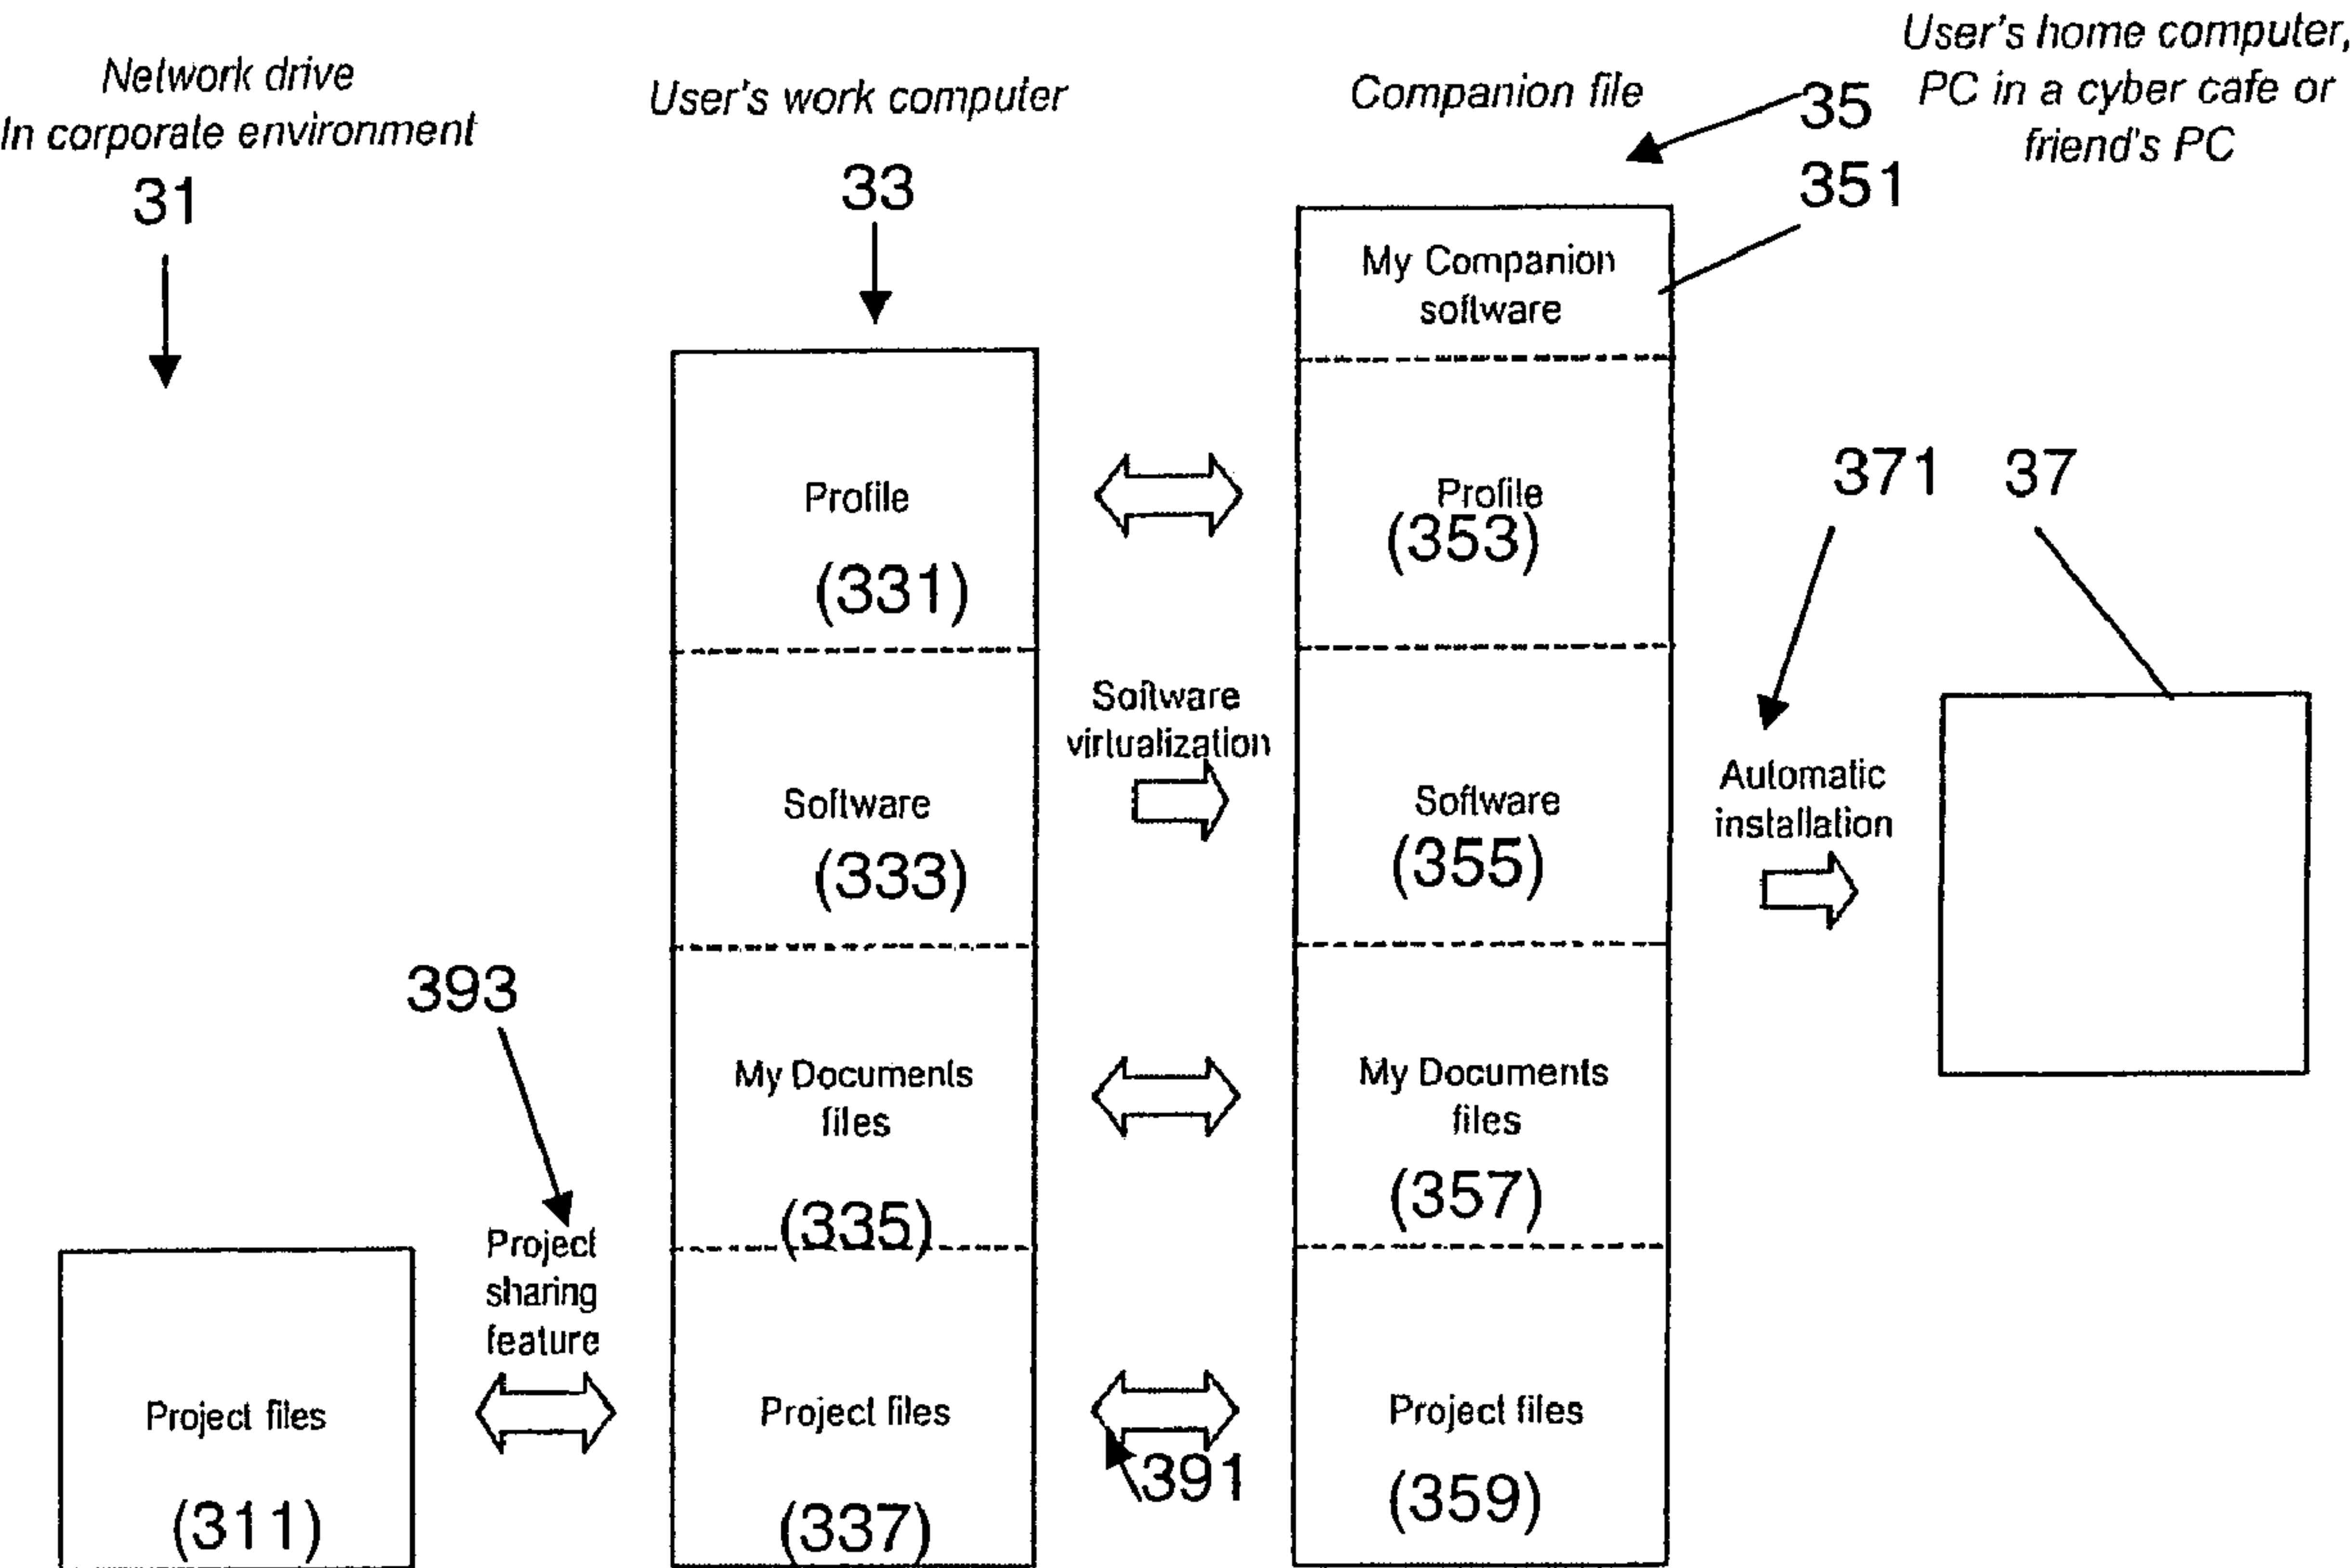 Network drive
In corporate environment
31
User's work computer
33
Companion file
35
351
User's home computer,
PC in a cyber cafe or
friend's PC
My Companion
software
371
37
Profile
(331)
Profile
(353)
Software
virtualization
Software
(333)
Software
(355)
Automatic
installation
393
My Documents
files
(335)
My Documents
files
(357)
Project
sharing
feature
Project files
(311)
Project files
(337)
391
Project files
(359)